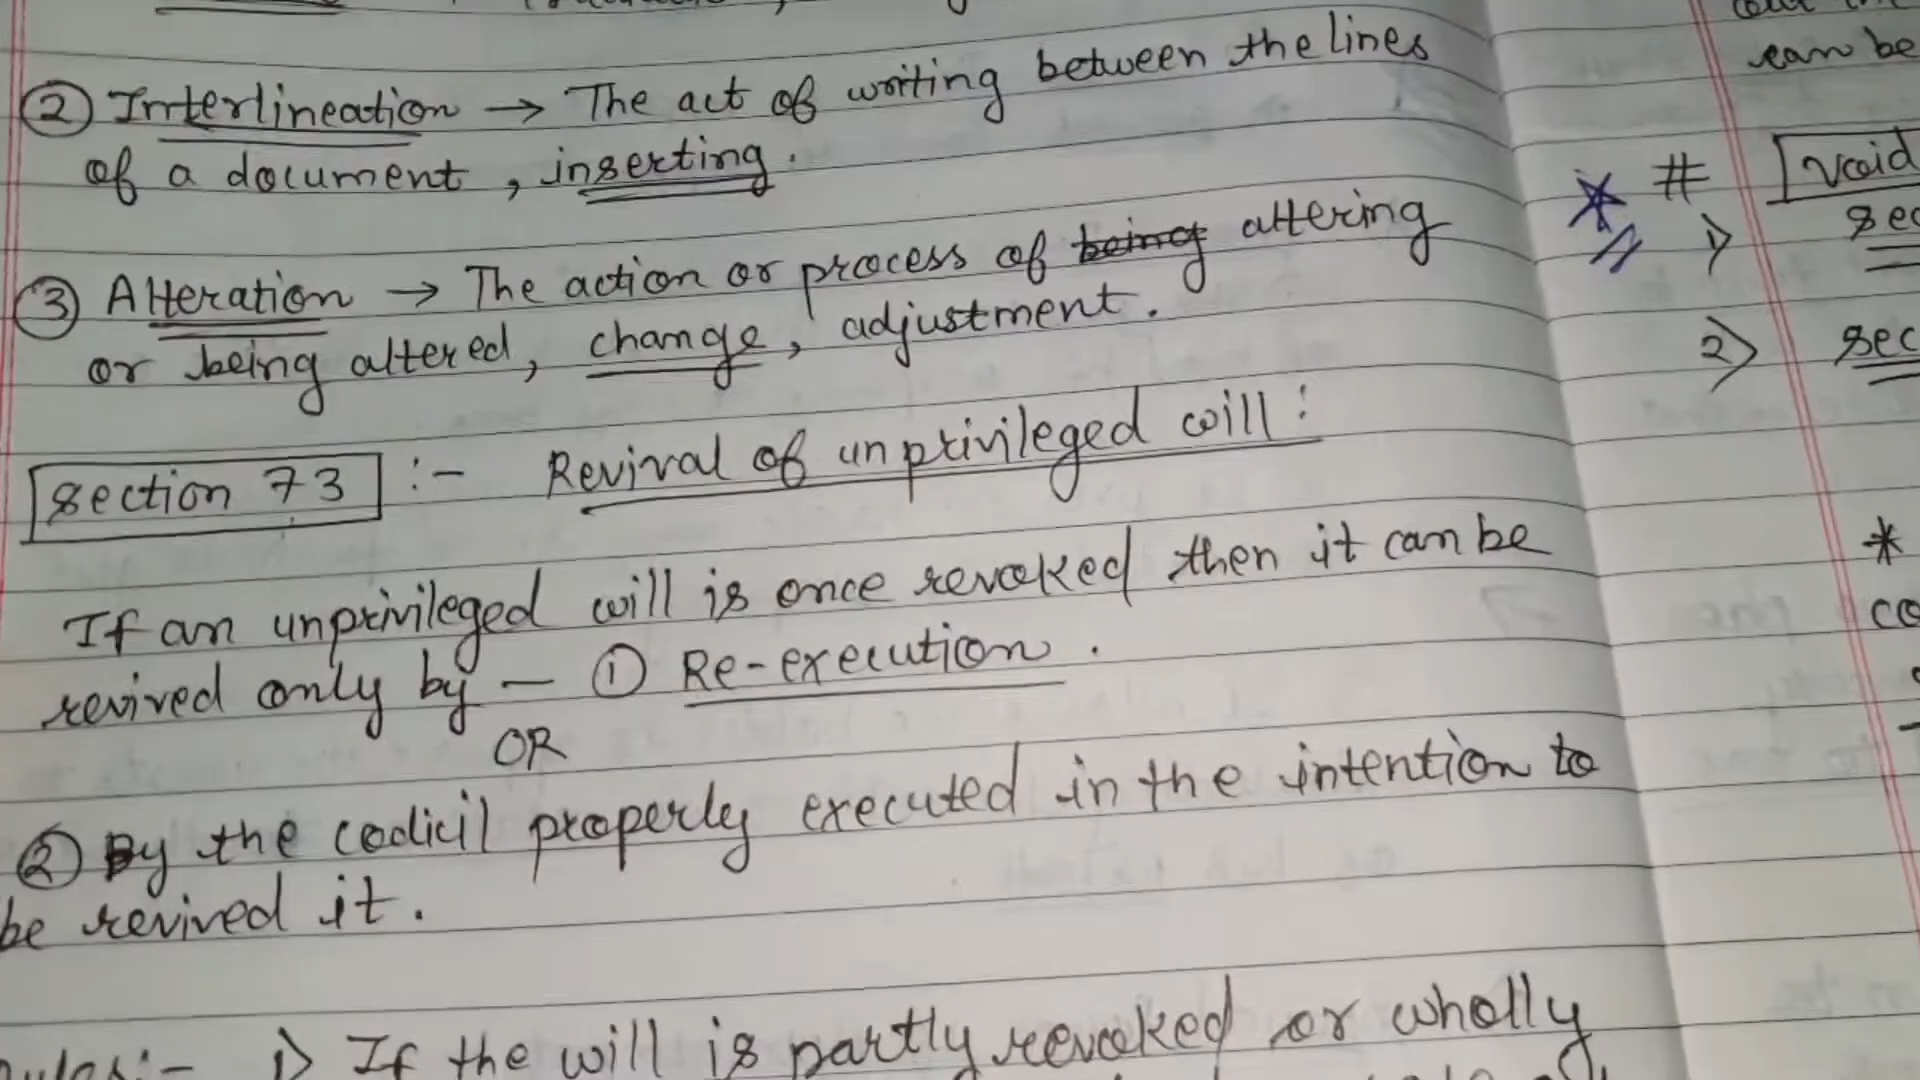 ② Interlineation → The act of writing between the lines
of a document, inserting.
③ Alteration → The action or process of being altering
or being altered, change, adjustment.
Section 73 :- Revival of unprivileged will:
If an unprivileged will is once revoked then it can be
revived only by — ① Re-execution.
OR
② By the codicil properly executed in the intention to
be revived it.
1) If the will is partly revoked or wholly
can be
* # Void
1) Sec
2) Sec
*